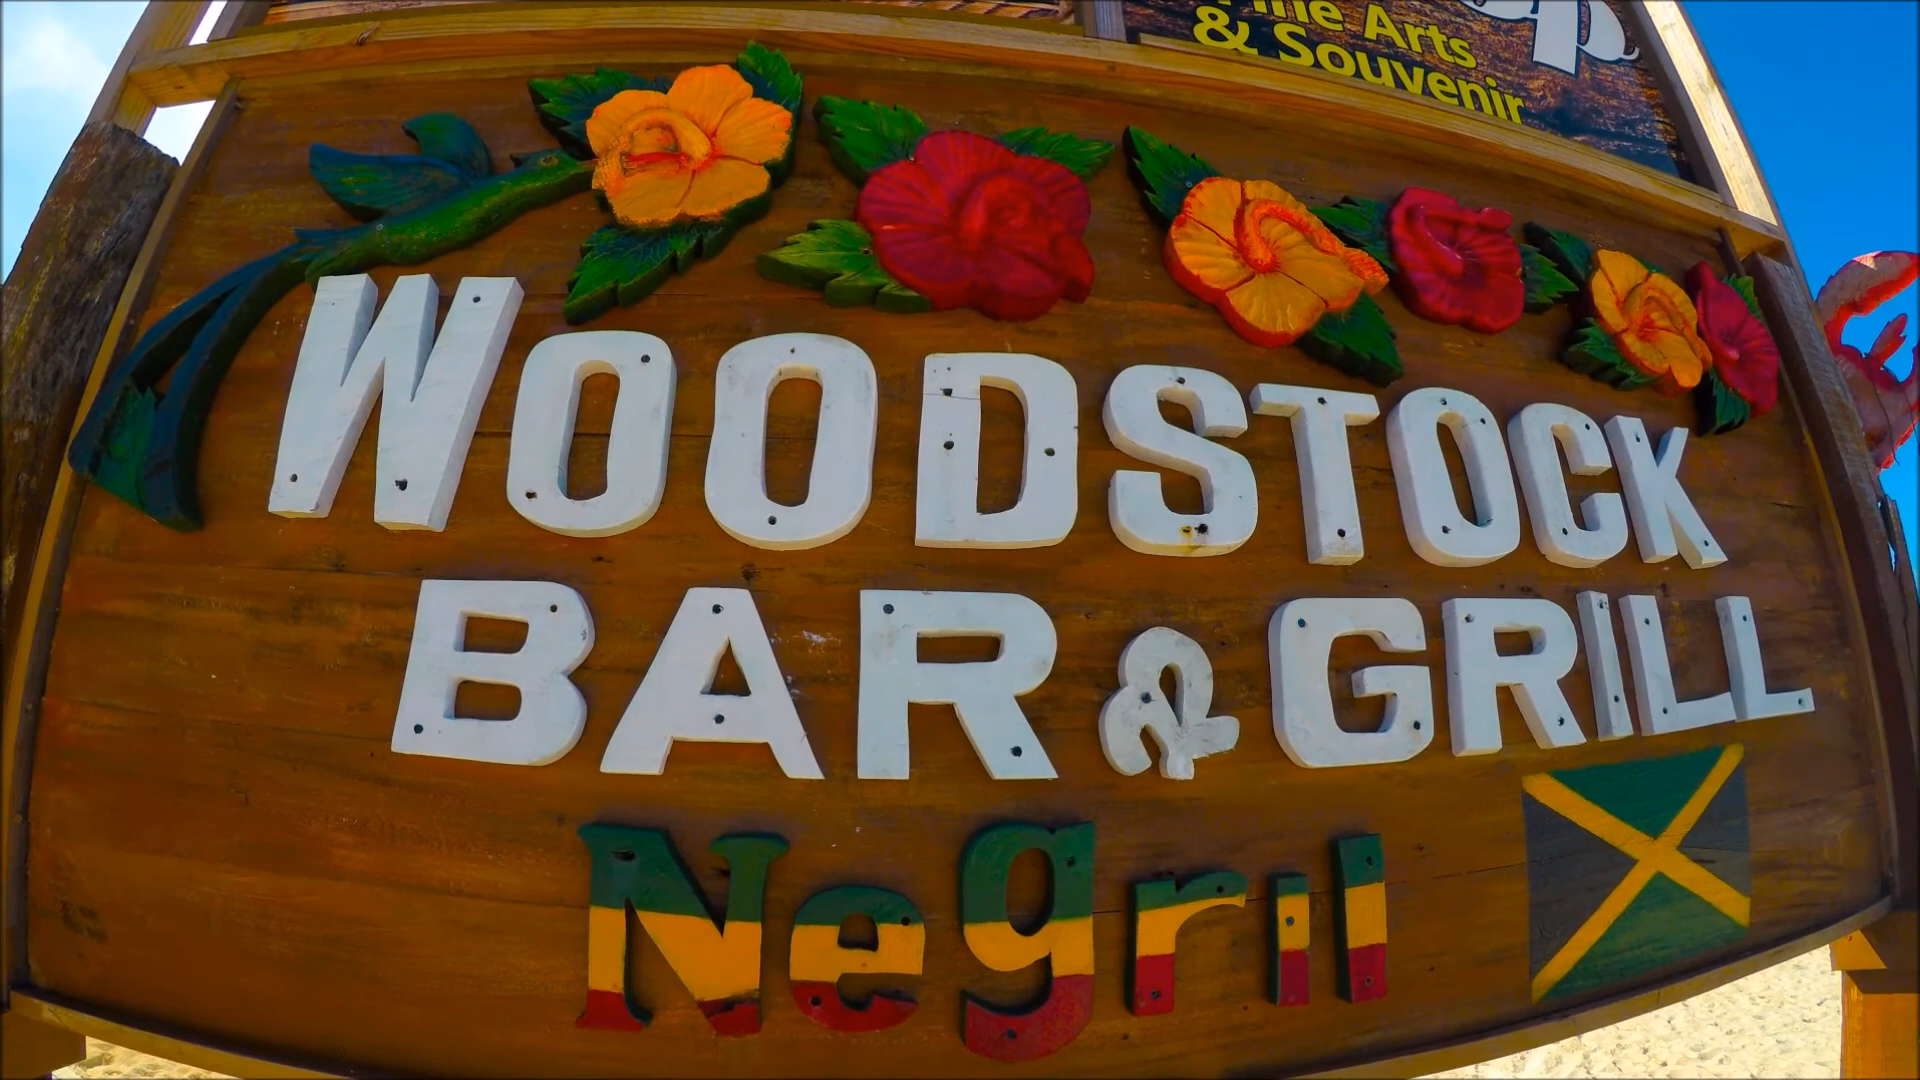 Fine Arts
& Souvenir
WOODSTOCK
BAR & GRILL
Negril